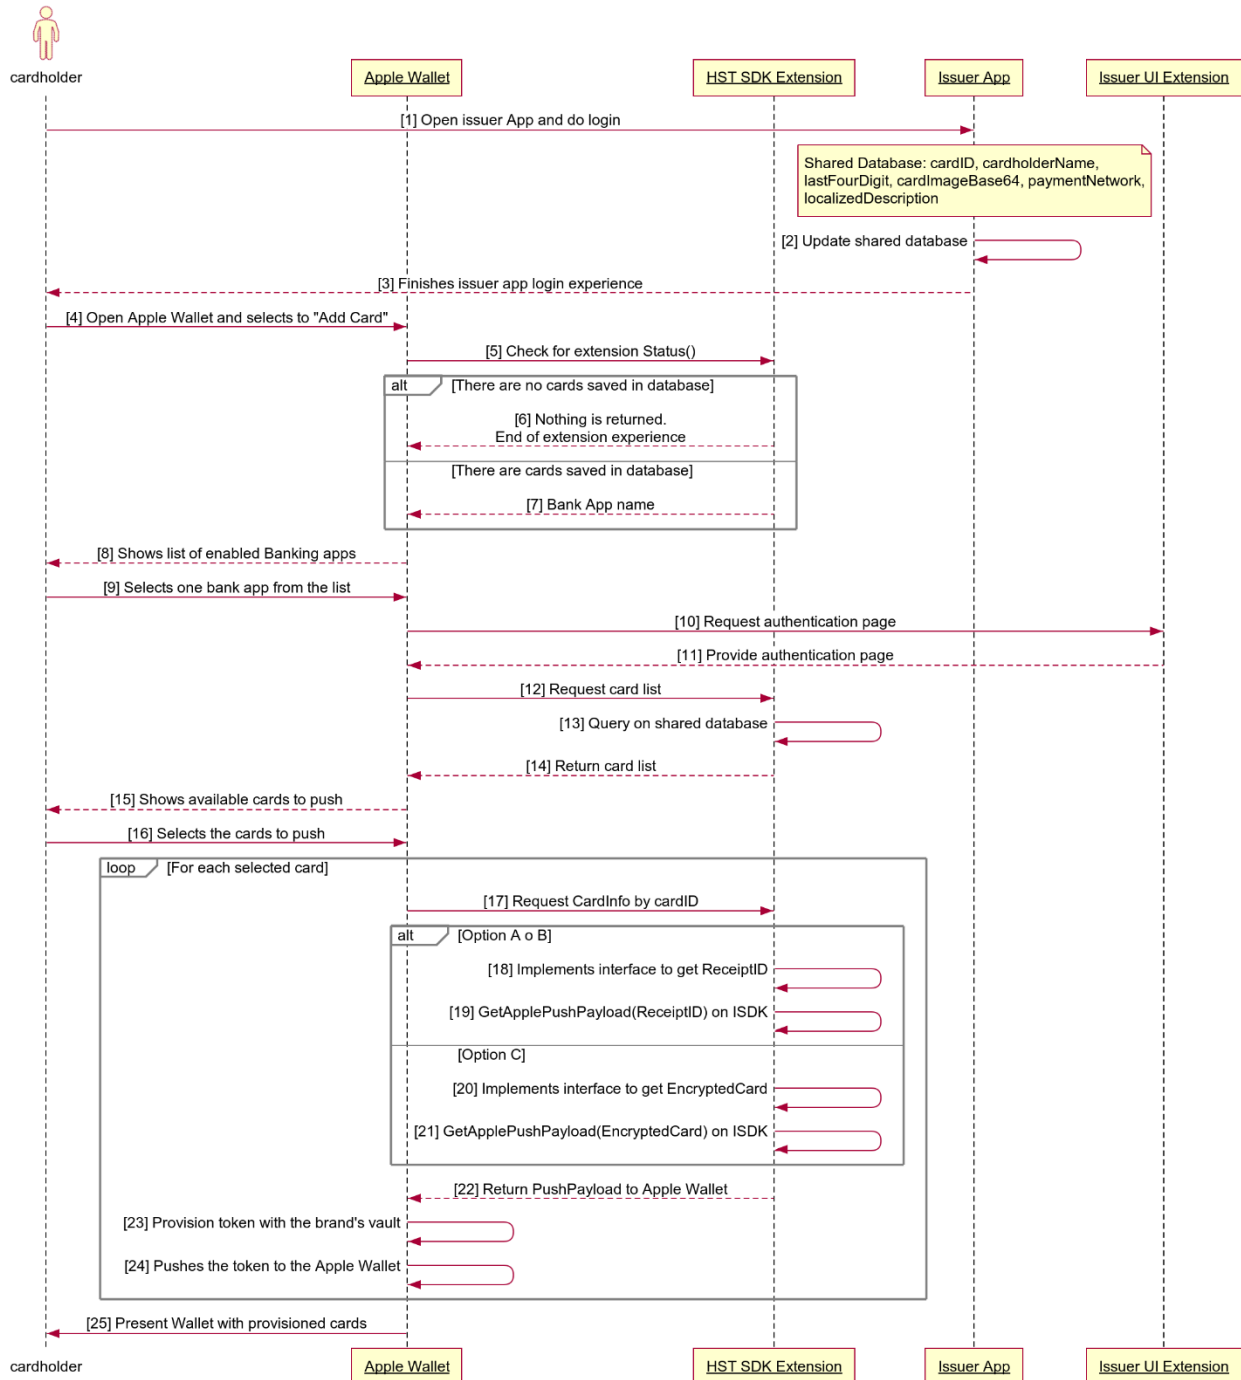 cardholder
Apple Wallet
HST SDK Extension
Issuer App
Issuer UI Extension
[1] Open issuer App and do login
Shared Database: cardID, cardholderName,
lastFourDigit, cardImageBase64, paymentNetwork,
localizedDescription
[2] Update shared database
[3] Finishes issuer app login experience
[4] Open Apple Wallet and selects to "Add Card"
[5] Check for extension Status()
alt
[There are no cards saved in database]
[6] Nothing is returned.
End of extension experience
[There are cards saved in database]
[7] Bank App name
[8] Shows list of enabled Banking apps
[9] Selects one bank app from the list
[10] Request authentication page
[11] Provide authentication page
[12] Request card list
[13] Query on shared database
[14] Return card list
[15] Shows available cards to push
[16] Selects the cards to push
loop
[For each selected card]
[17] Request CardInfo by cardID
alt
[Option A o B]
[18] Implements interface to get ReceiptID
[19] GetApplePushPayload(ReceiptID) on ISDK
[Option C]
[20] Implements interface to get EncryptedCard
[21] GetApplePushPayload(EncryptedCard) on ISDK
[22] Return PushPayload to Apple Wallet
[23] Provision token with the brand's vault
[24] Pushes the token to the Apple Wallet
[25] Present Wallet with provisioned cards
cardholder
Apple Wallet
HST SDK Extension
Issuer App
Issuer UI Extension